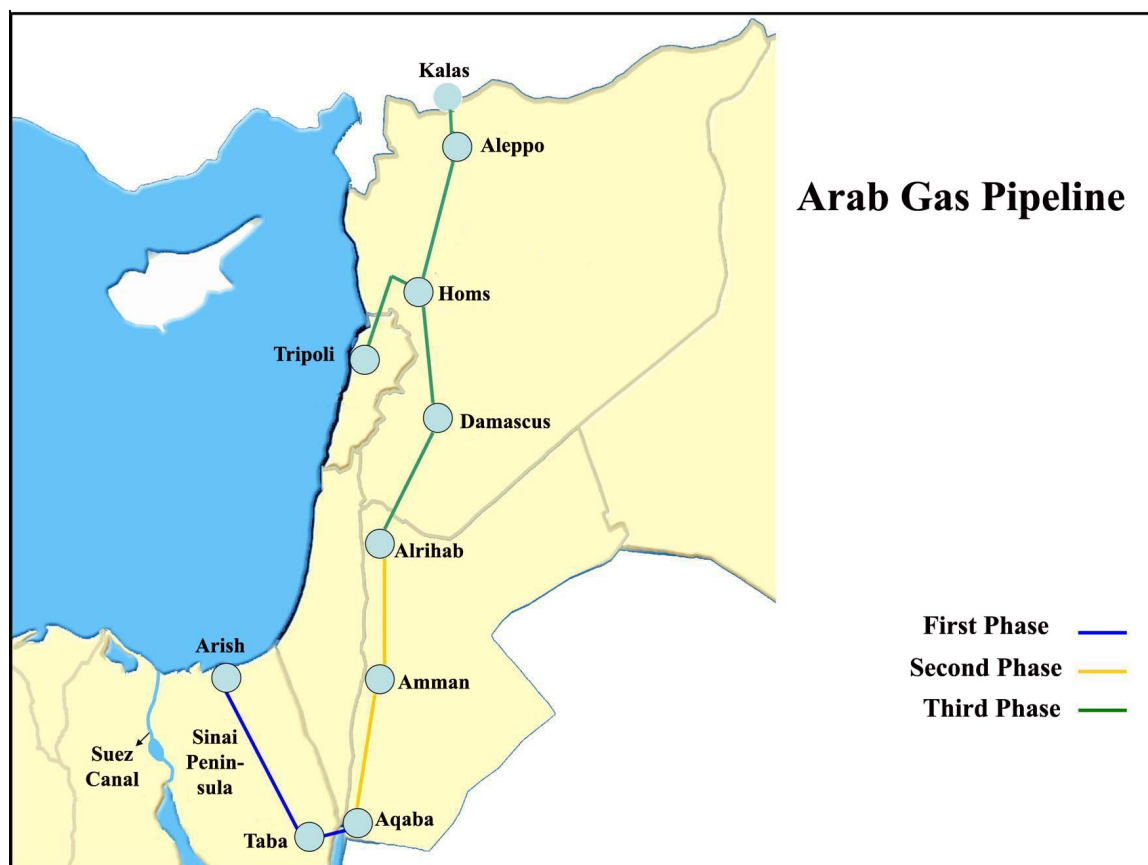 Kalas
Aleppo
Arab Gas Pipeline
Homs
Tripoli
Damascus
Alrihab
First Phase
Arish
Second Phase
Amman
Third Phase
Sinai
Penin-
sula
Suez
Canal
Aqaba
Taba